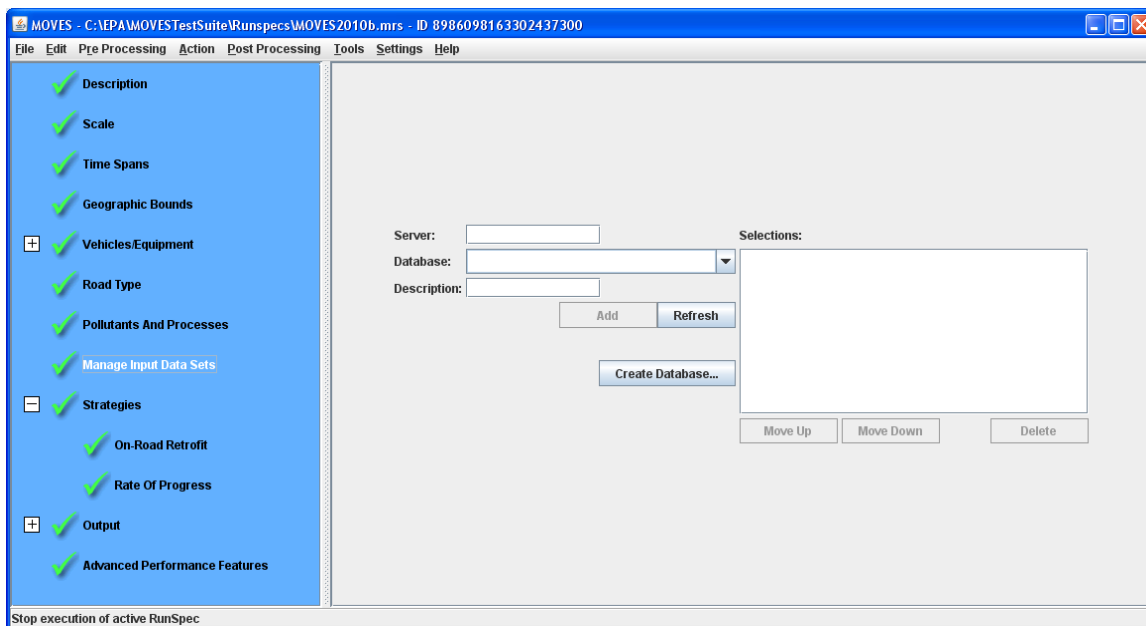 MOVES - C:\EPA\MOVESTestSuite\Runspecs\MOVES2010b.mrs - ID 8986098163302437300
File Edit Pre Processing Action Post Processing Tools Settings Help
Description
Scale
Time Spans
Geographic Bounds
Vehicles/Equipment
Road Type
Pollutants And Processes
Manage Input Data Sets
Strategies
On-Road Retrofit
Rate Of Progress
Output
Advanced Performance Features
Server:
Database:
Description:
Add Refresh
Create Database...
Selections:
Move Up Move Down Delete
Stop execution of active RunSpec